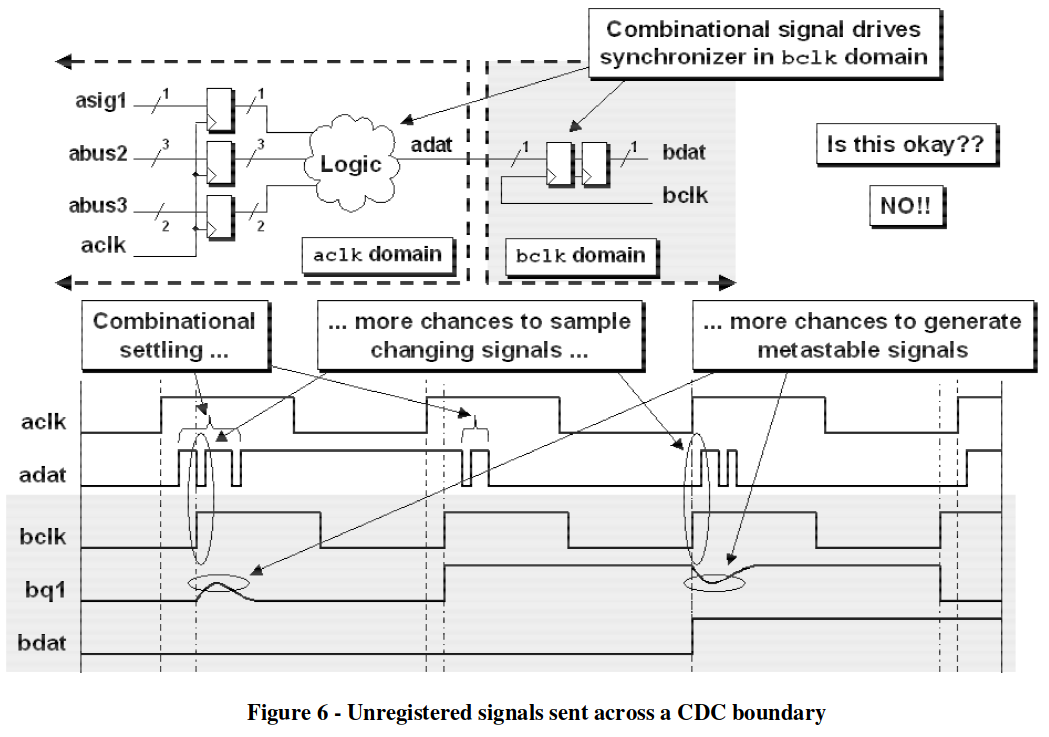 Combinational signal drives
synchronizer in bclk domain
asig1
1
1
abus2
3
3
Logic
adat
1
1
bdat
abus3
2
2
bclk
aclk
aclk domain
bclk domain
Is this okay??
NO!!
Combinational
settling ...
... more chances to sample
changing signals ...
... more chances to generate
metastable signals
aclk
adat
bclk
bq1
bdat
Figure 6 - Unregistered signals sent across a CDC boundary